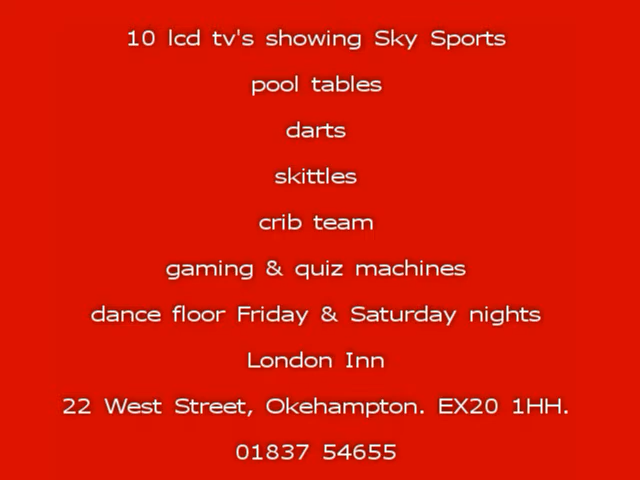 10 lcd tv's showing Sky Sports
pool tables
darts
skittles
crib team
gaming & quiz machines
dance floor Friday & Saturday nights
London Inn
22 West Street, Okehampton. EX20 1HH.
01837 54655